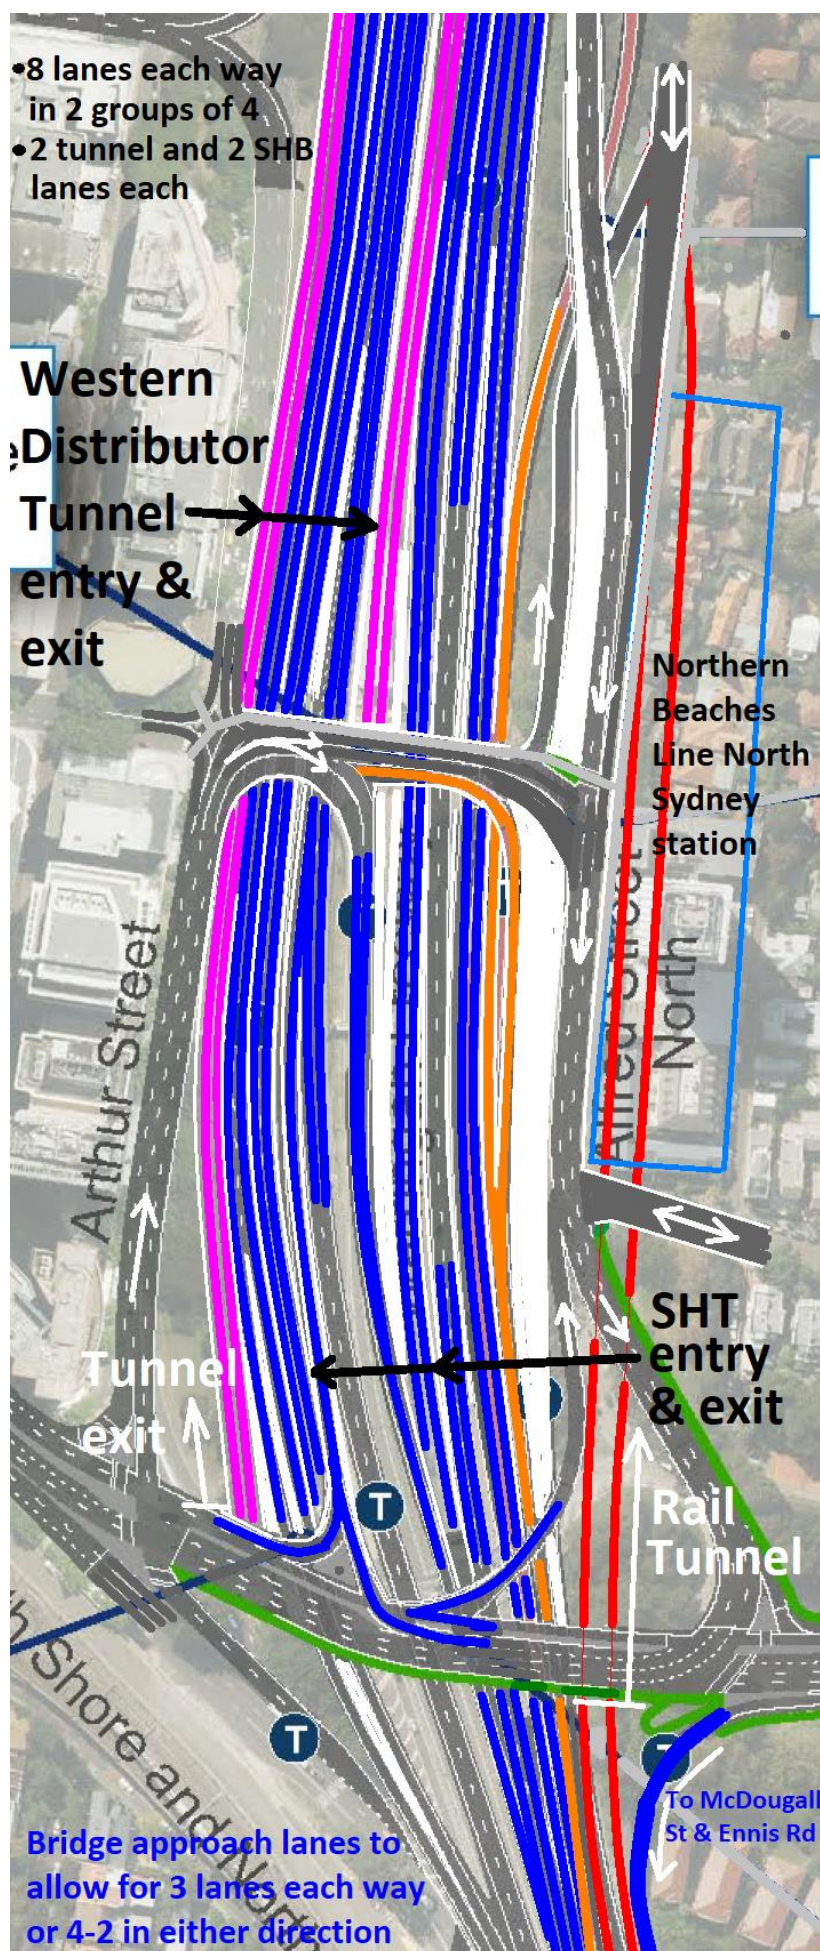 •8 lanes each way
in 2 groups of 4
•2 tunnel and 2 SHB
lanes each
Western
Distributor
Tunnel
entry &
exit
Northern
Beaches
Line North
Sydney
station
Alfred Street
North
Arthur Street
SHT
entry
& exit
Tunnel
exit
T
Rail
Tunnel
Shore and North
T
To McDougall
St & Ennis Rd
Bridge approach lanes to
allow for 3 lanes each way
or 4-2 in either direction